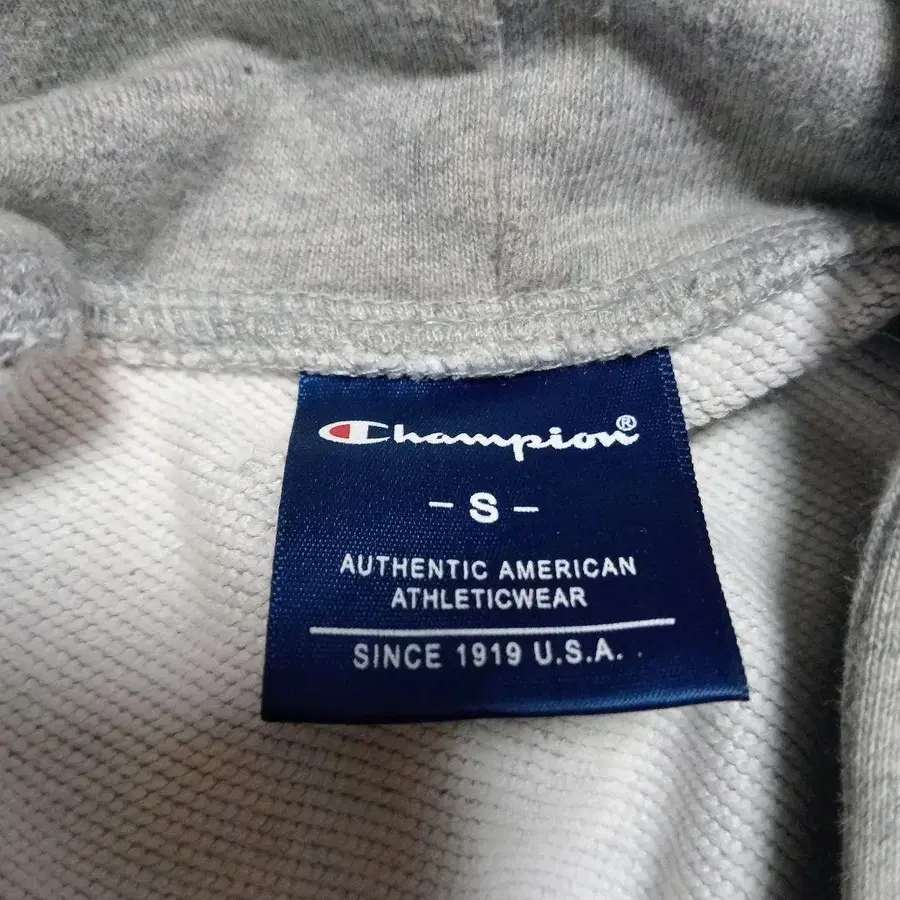 Champion®
- S -
AUTHENTIC AMERICAN
ATHLETICWEAR
SINCE 1919 U.S.A.